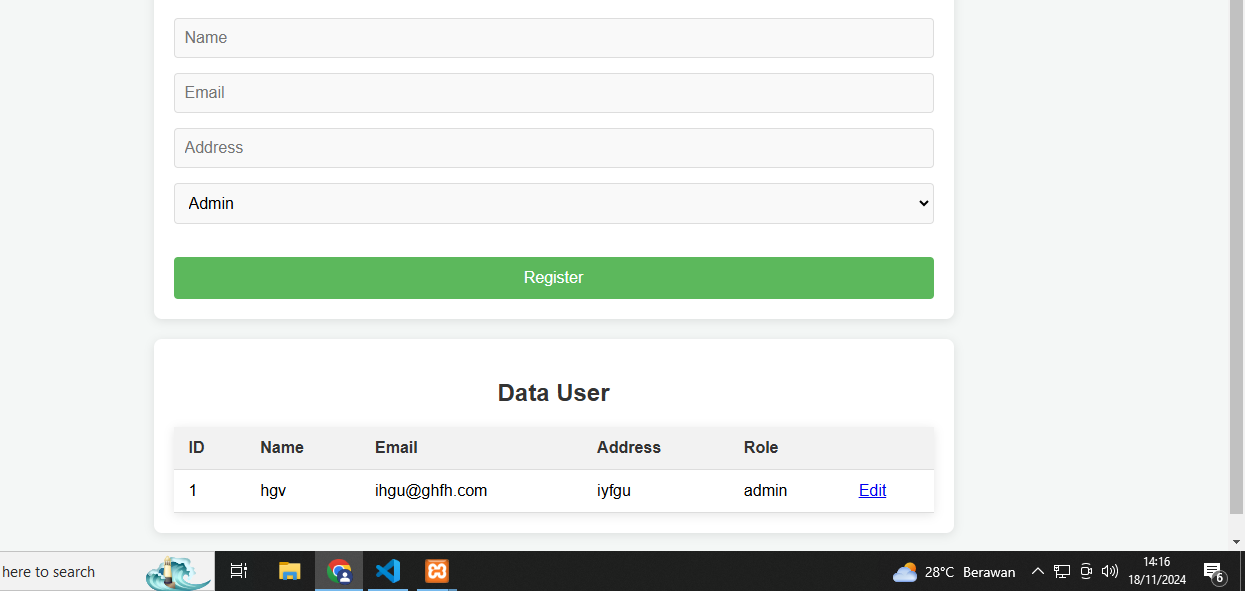 Name
Email
Address
Admin
Register
Data User
ID Name Email Address Role
1 hgv ihgu@ghfh.com iyfgu admin Edit
here to search 28°C Berawan 14:16
18/11/2024 6